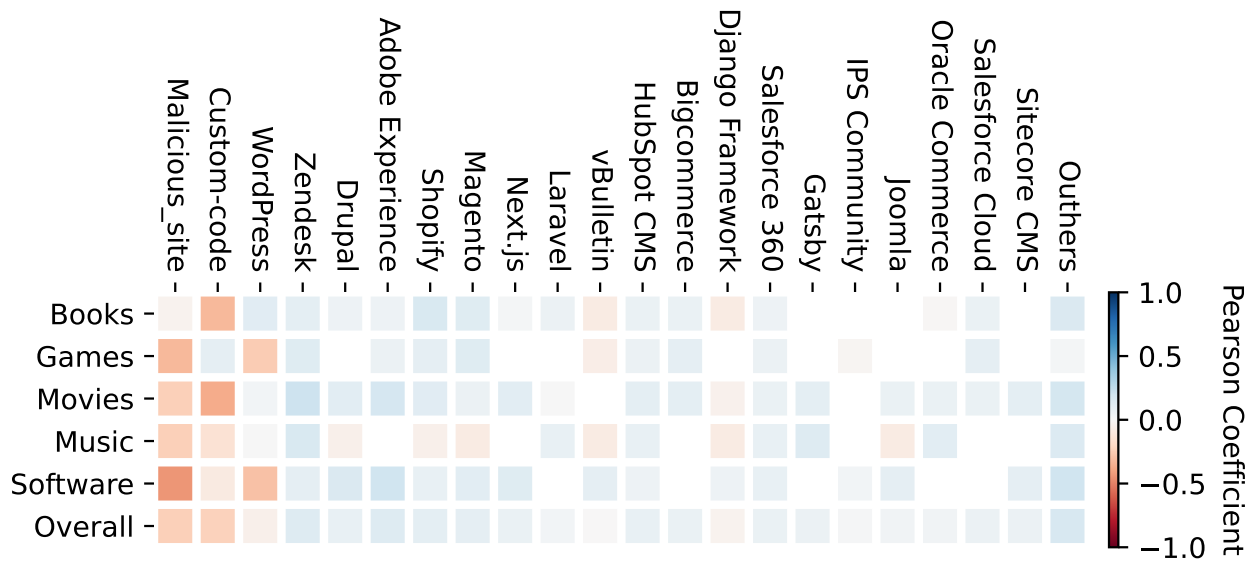 Malicious_site
Custom-code
WordPress
Zendesk
Drupal
Adobe Experience
Shopify
Magento
Next.js
Laravel
vBulletin
HubSpot CMS
Bigcommerce
Django Framework
Salesforce 360
Gatsby
IPS Community
Joomla
Oracle Commerce
Salesforce Cloud
Sitecore CMS
Outhers
Books
Games
Movies
Music
Software
Overall
1.0
0.5
0.0
−0.5
−1.0
Pearson Coefficient